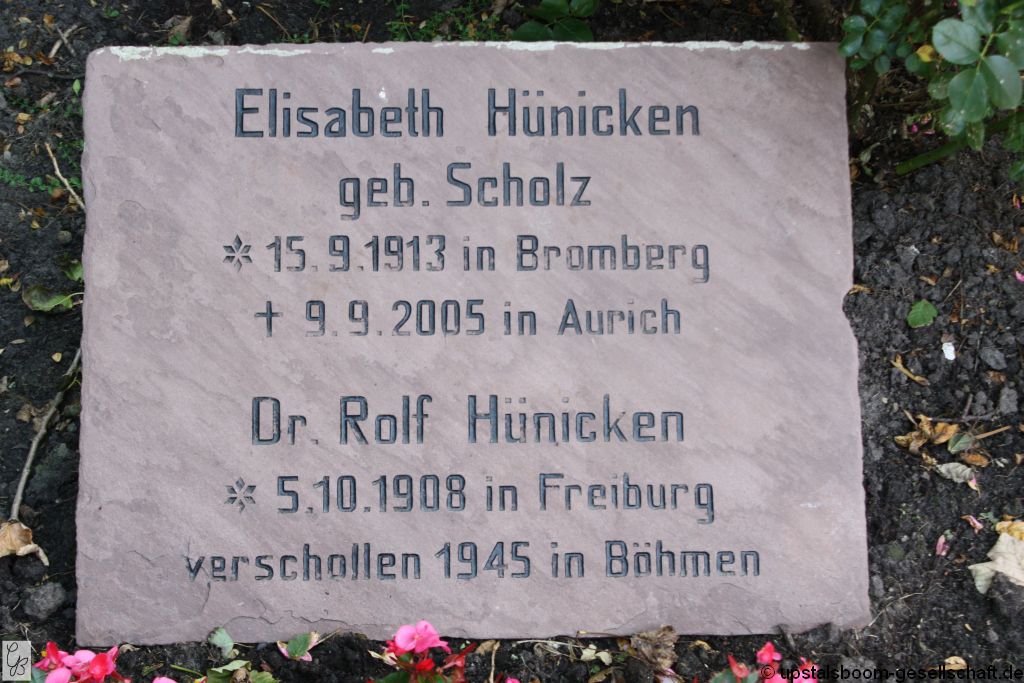 Elisabeth Hünicken
geb. Scholz
* 15.9.1913 in Bromberg
† 9.9.2005 in Aurich
Dr. Rolf Hünicken
* 5.10.1908 in Freiburg
verschollen 1945 in Böhmen
© upstalsboom-gesellschaft.de